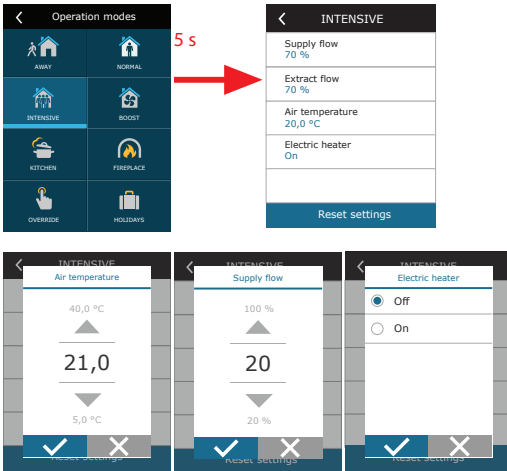 Operation modes
AWAY
NORMAL
INTENSIVE
BOOST
KITCHEN
FIREPLACE
OVERRIDE
HOLIDAYS
5 s
INTENSIVE
Supply flow
70 %
Extract flow
70 %
Air temperature
20,0 °C
Electric heater
On
Reset settings
INTENSIVE
Air temperature
40,0 °C
21,0
5,0 °C
Reset settings
INTENSIVE
Supply flow
100 %
20
20 %
Reset settings
INTENSIVE
Electric heater
Off
On
Reset settings